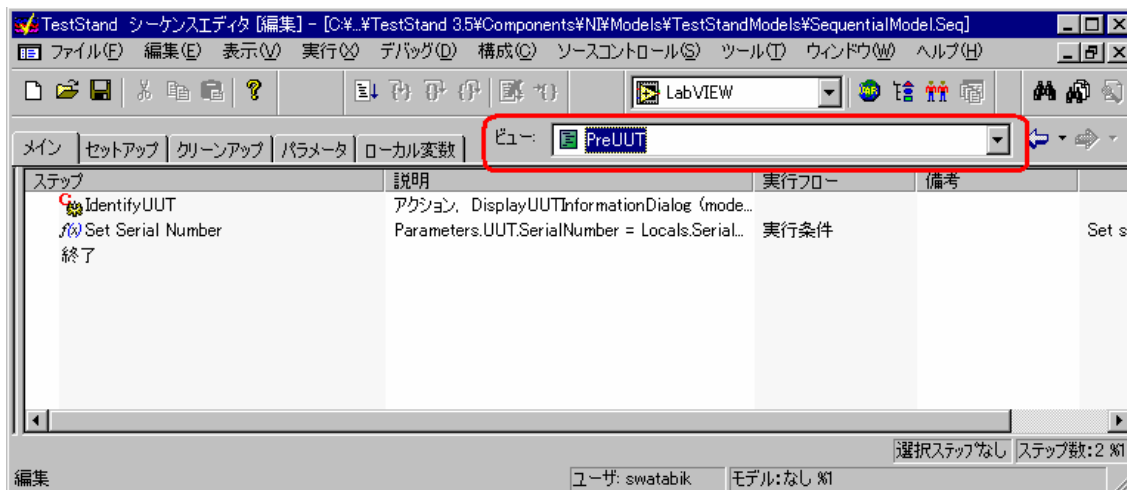 TestStand シーケンスエディタ [編集] - [C:¥...¥TestStand 3.5¥Components¥NI¥Models¥TestStandModels¥SequentialModel.Seq]
ファイル(F) 編集(E) 表示(V) 実行(X) デバッグ(D) 構成(C) ソースコントロール(S) ツール(T) ウィンドウ(W) ヘルプ(H)
LabVIEW
メイン セットアップ クリーンアップ パラメータ ローカル変数 ビュー: PreUUT
ステップ 説明 実行フロー 備考
IdentifyUUT アクション, DisplayUUTInformationDialog (mode...
f(x) Set Serial Number Parameters.UUT.SerialNumber = Locals.Serial... 実行条件 Set s
終了
選択ステップなし ステップ数:2 %1
編集 ユーザ: swatabik モデル:なし %1